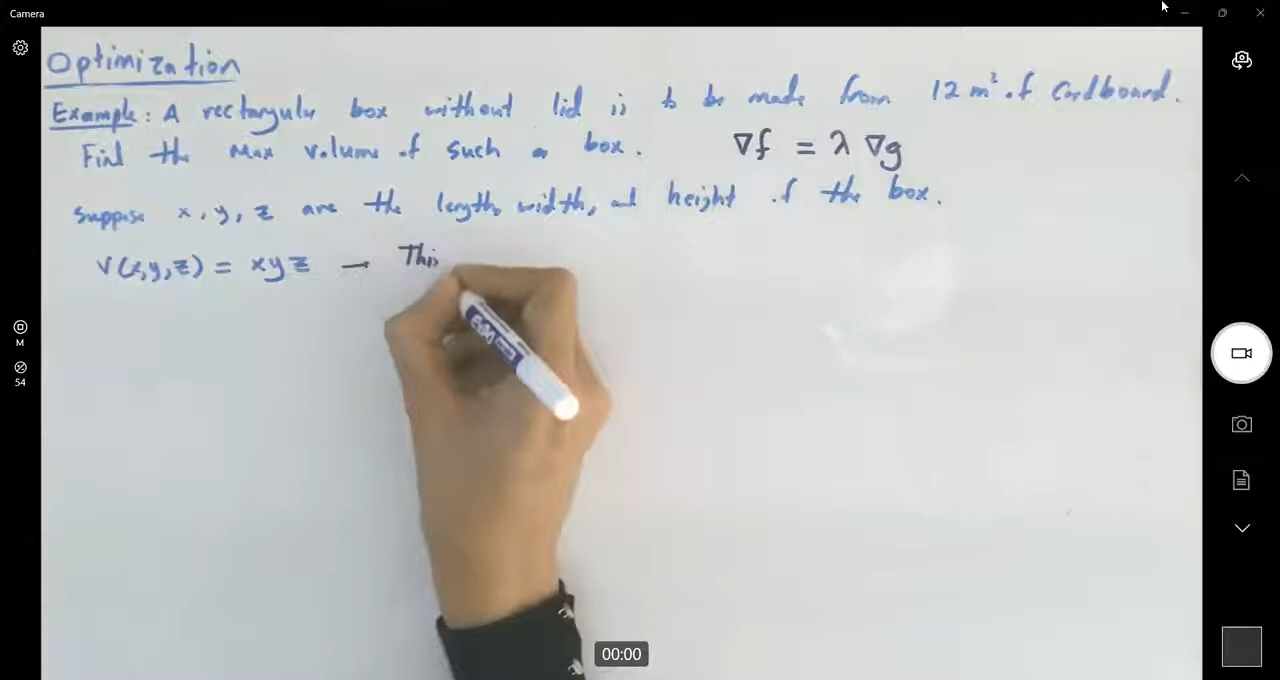 Camera
Optimization
Example: A rectangular box without lid is to be made from 12 m² of cardboard.
Find the max volume of such a box.
∇f = λ ∇g
Suppose x, y, z are the length, width, and height of the box.
V(x,y,z) = xyz → This
M
54
EXPO
00:00